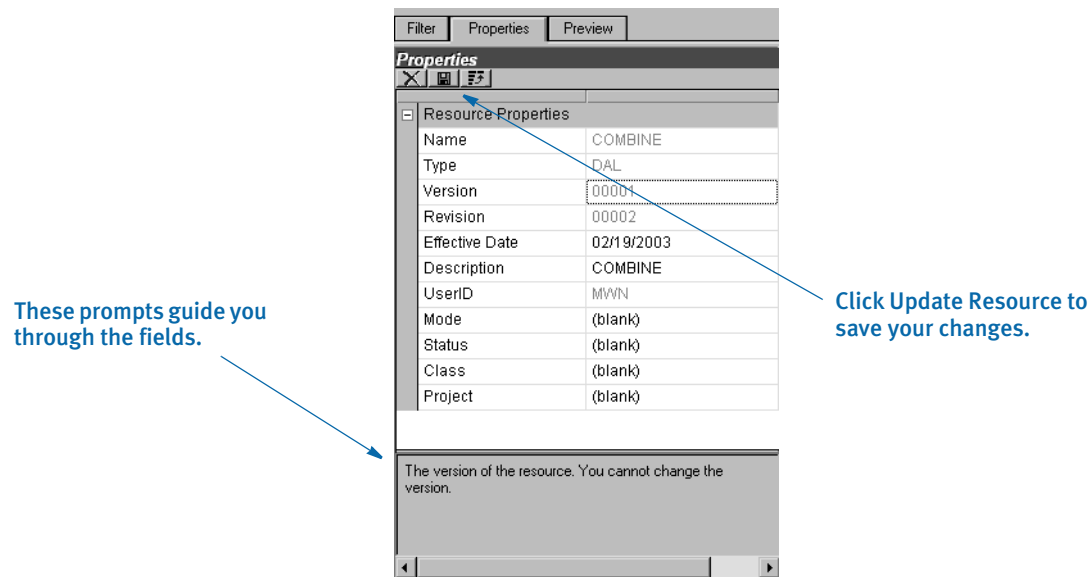 Filter Properties Preview
Properties
Resource Properties
Name COMBINE
Type DAL
Version 00001
Revision 00002
Effective Date 02/19/2003
Description COMBINE
UserID MWN
Mode (blank)
Status (blank)
Class (blank)
Project (blank)
The version of the resource. You cannot change the
version.
These prompts guide you
through the fields.
Click Update Resource to
save your changes.